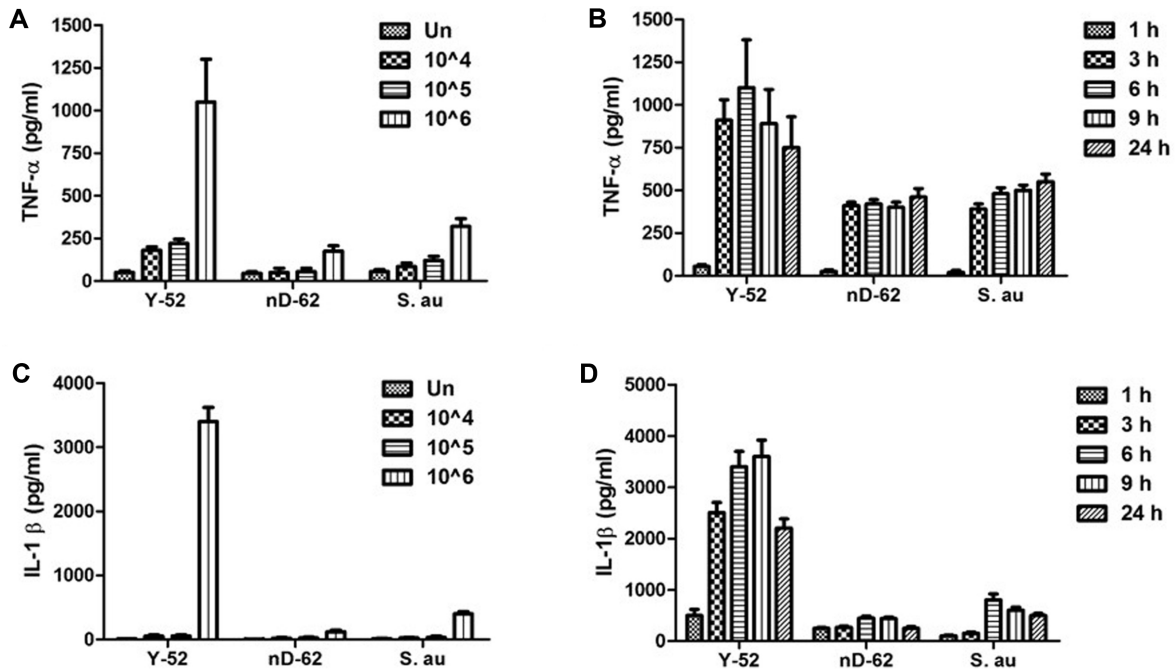 A
TNF-α (pg/ml)
1500
1250
1000
750
500
250
0
Y-52
nD-62
S. au
Un
10^4
10^5
10^6
B
TNF-α (pg/ml)
1500
1000
750
500
250
0
Y-52
nD-62
S. au
1 h
3 h
6 h
9 h
24 h
C
IL-1 β (pg/ml)
4000
3000
2000
1000
0
Y-52
nD-62
S. au
Un
10^4
10^5
10^6
D
IL-1β (pg/ml)
5000
4000
3000
2000
1000
0
Y-52
nD-62
S. au
1 h
3 h
6 h
9 h
24 h